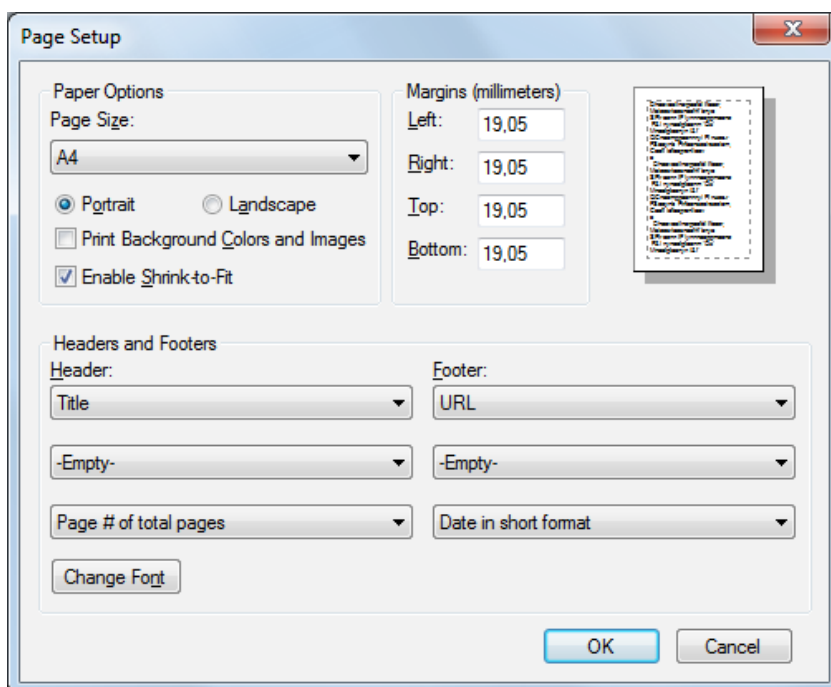 Page Setup
Paper Options
Page Size:
A4
Portrait
Landscape
Print Background Colors and Images
Enable Shrink-to-Fit
Margins (millimeters)
Left: 19,05
Right: 19,05
Top: 19,05
Bottom: 19,05
Headers and Footers
Header:
Footer:
Title
URL
-Empty-
-Empty-
Page # of total pages
Date in short format
Change Font
OK
Cancel